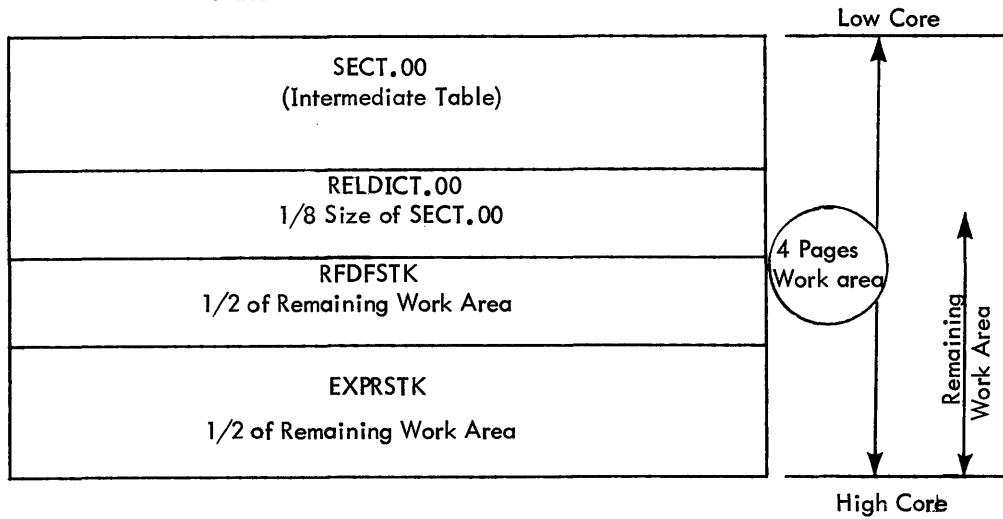 Low Core
SECT.00
(Intermediate Table)
RELDICT.00
1/8 Size of SECT.00
RFDFSTK
1/2 of Remaining Work Area
EXPRSTK
1/2 of Remaining Work Area
4 Pages
Work area
Remaining
Work Area
High Core